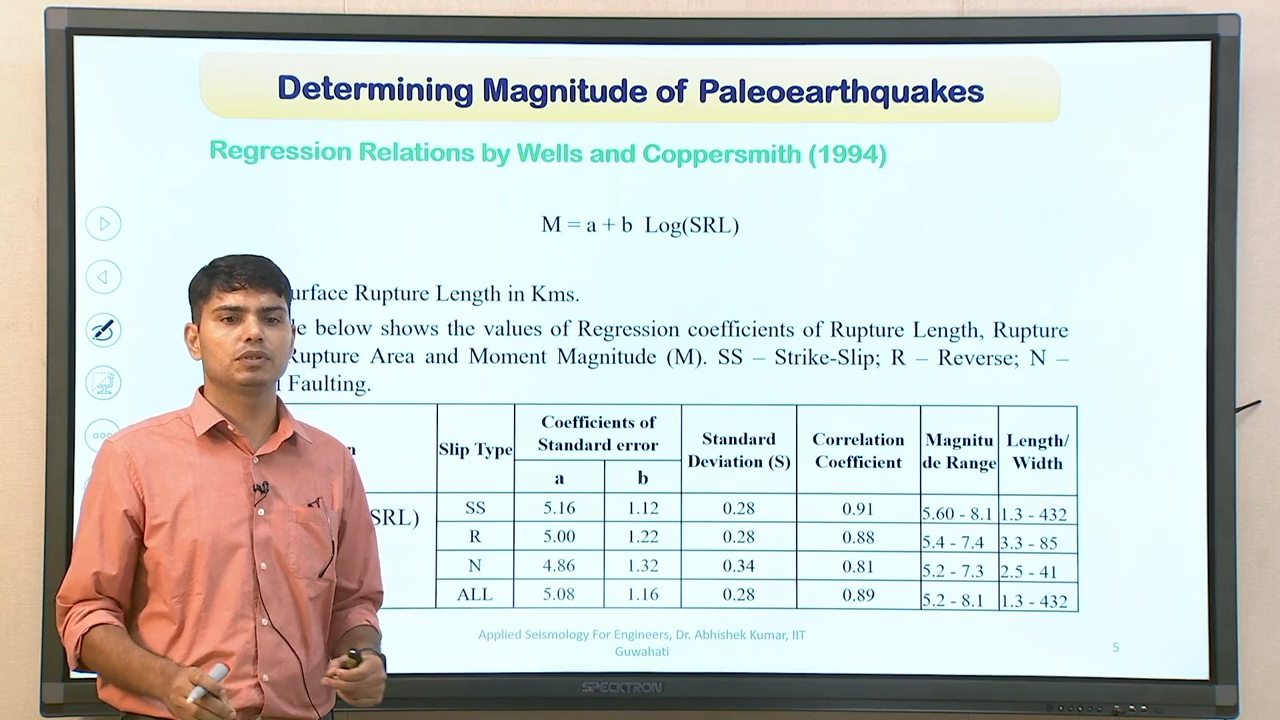 Determining Magnitude of Paleoearthquakes
Regression Relations by Wells and Coppersmith (1994)
M = a + b Log(SRL)
Rupture Length in Kms.
below shows the values of Regression coefficients of Rupture Length, Rupture
Rupture Area and Moment Magnitude (M). SS – Strike-Slip; R – Reverse; N –
Faulting.
Slip Type Coefficients of Standard Correlation Magnitu Length/
Standard error Deviation (S) Coefficient de Range Width
a b
SRL) SS 5.16 1.12 0.28 0.91 5.60 - 8.1 1.3 - 432
R 5.00 1.22 0.28 0.88 5.4 - 7.4 3.3 - 85
N 4.86 1.32 0.34 0.81 5.2 - 7.3 2.5 - 41
ALL 5.08 1.16 0.28 0.89 5.2 - 8.1 1.3 - 432
Applied Seismology For Engineers, Dr. Abhishek Kumar, IIT
Guwahati
5
SPECKTRON